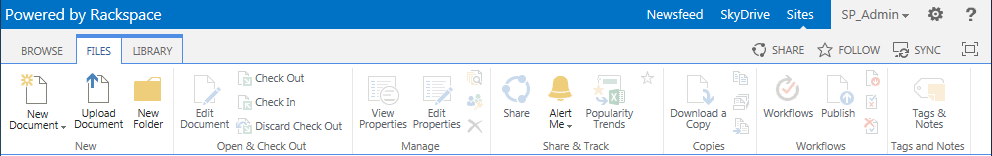 Powered by Rackspace Newsfeed SkyDrive Sites SP_Admin ?
BROWSE FILES LIBRARY SHARE FOLLOW SYNC
New
Document
Upload
Document
New
Folder
New
Edit
Document
Check Out
Check In
Discard Check Out
Open & Check Out
View
Properties
Edit
Properties
Manage
Share
Alert
Me
Popularity
Trends
Share & Track
Download a
Copy
Copies
Workflows
Publish
Workflows
Tags &
Notes
Tags and Notes